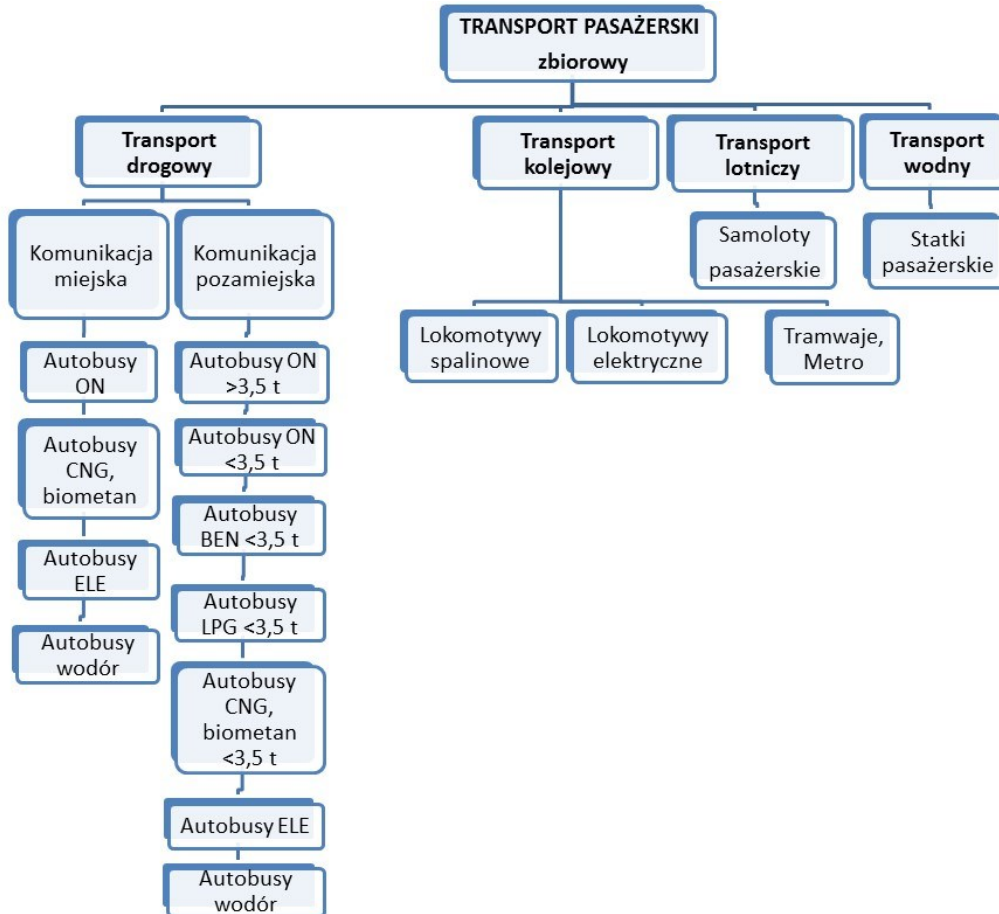 TRANSPORT PASAŻERSKI
zbiorowy
Transport
drogowy
Transport
kolejowy
Transport
lotniczy
Transport
wodny
Komunikacja
miejska
Komunikacja
pozamiejska
Samoloty
pasażerskie
Statki
pasażerskie
Lokomotywy
spalinowe
Lokomotywy
elektryczne
Tramwaje,
Metro
Autobusy
ON
Autobusy
CNG,
biometan
Autobusy
ELE
Autobusy
wodór
Autobusy ON
>3,5 t
Autobusy ON
<3,5 t
Autobusy
BEN <3,5 t
Autobusy
LPG <3,5 t
Autobusy
CNG,
biometan
<3,5 t
Autobusy ELE
Autobusy
wodór